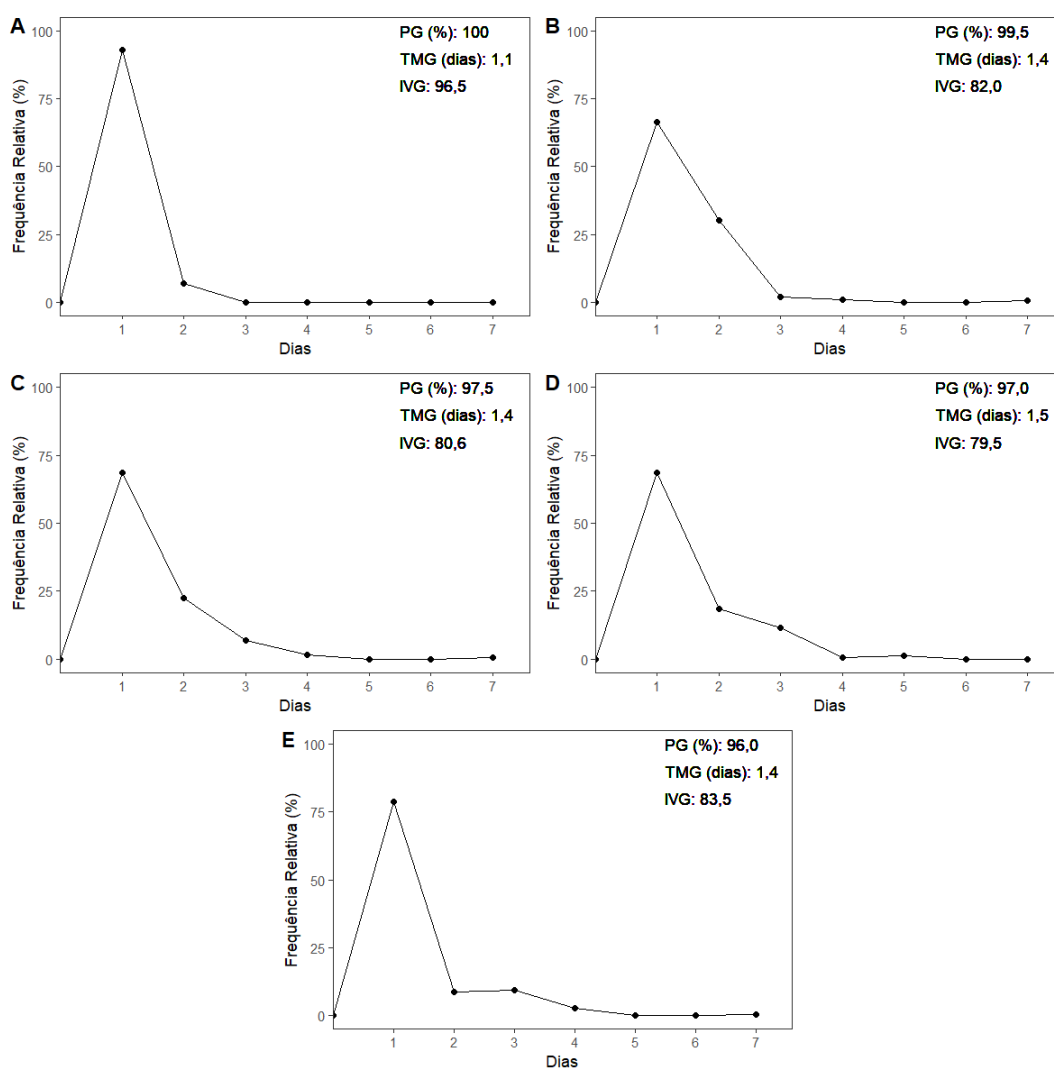 A
PG (%): 100
TMG (dias): 1,1
IVG: 96,5
Frequência Relativa (%)
100
75
50
25
0
1 2 3 4 5 6 7
Dias
B
PG (%): 99,5
TMG (dias): 1,4
IVG: 82,0
Frequência Relativa (%)
100
75
50
25
0
1 2 3 4 5 6 7
Dias
C
PG (%): 97,5
TMG (dias): 1,4
IVG: 80,6
Frequência Relativa (%)
100
75
50
25
0
1 2 3 4 5 6 7
Dias
D
PG (%): 97,0
TMG (dias): 1,5
IVG: 79,5
Frequência Relativa (%)
100
75
50
25
0
1 2 3 4 5 6 7
Dias
E
PG (%): 96,0
TMG (dias): 1,4
IVG: 83,5
Frequência Relativa (%)
100
75
50
25
0
1 2 3 4 5 6 7
Dias